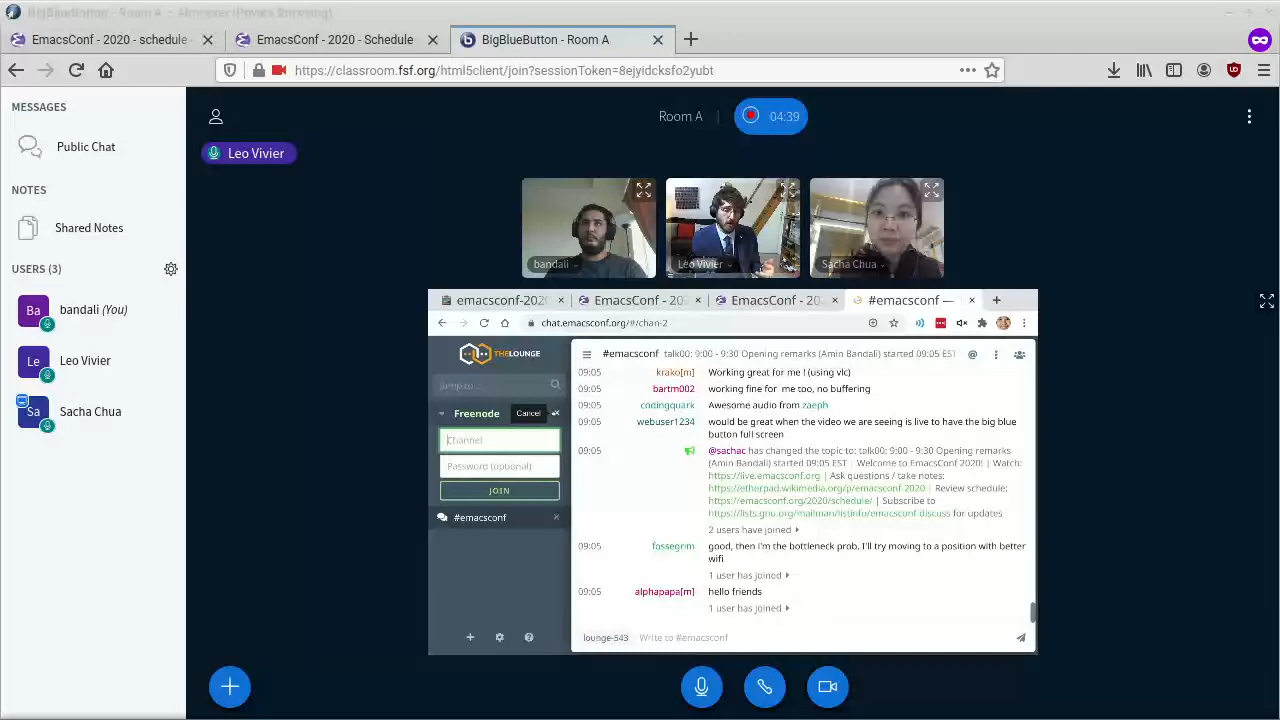 BigBlueButton - Room A — Abrowser (Private Browsing)
EmacsConf - 2020 - schedule
EmacsConf - 2020 - Schedule
BigBlueButton - Room A
https://classroom.fsf.org/html5client/join?sessionToken=8ejyidcksfo2yubt
MESSAGES
Public Chat
NOTES
Shared Notes
USERS (3)
Ba bandali (You)
Le Leo Vivier
Sa Sacha Chua
Room A
04:39
Leo Vivier
bandali
Leo Vivier
Sacha Chua
emacsconf-202
EmacsConf - 202
EmacsConf - 20
#emacsconf —
chat.emacsconf.org/#/chan-2
THELOUNGE
Jump to...
Freenode
Cancel
Channel
Password (optional)
JOIN
#emacsconf
#emacsconf talk00: 9:00 - 9:30 Opening remarks (Amin Bandali) started 09:05 EST
09:05 krako[m] Working great for me ! (using vlc)
09:05 bartm002 working fine for me too, no buffering
09:05 codingquark Awesome audio from zaeph
09:05 webuser1234 would be great when the video we are seeing is live to have the big blue
button full screen
09:05 @sachac has changed the topic to: talk00: 9:00 - 9:30 Opening remarks
(Amin Bandali) started 09:05 EST | Welcome to EmacsConf 2020! | Watch:
https://live.emacsconf.org | Ask questions / take notes:
https://etherpad.wikimedia.org/p/emacsconf-2020 | Review schedule:
https://emacsconf.org/2020/schedule/ | Subscribe to
https://lists.gnu.org/mailman/listinfo/emacsconf-discuss for updates
2 users have joined
09:05 fossegrim good, then I'm the bottleneck prob. I'll try moving to a position with better
wifi
1 user has joined
09:05 alphapapa[m] hello friends
1 user has joined
lounge-543 Write to #emacsconf